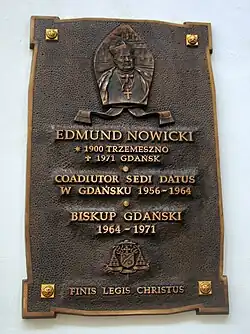 EDMUND NOWICKI
* 1900 TRZEMESZNO
✝ 1971 GDAŃSK
COADIUTOR SEDI DATUS
W GDAŃSKU 1956-1964
BISKUP GDAŃSKI
1964-1971
FINIS LEGIS CHRISTUS